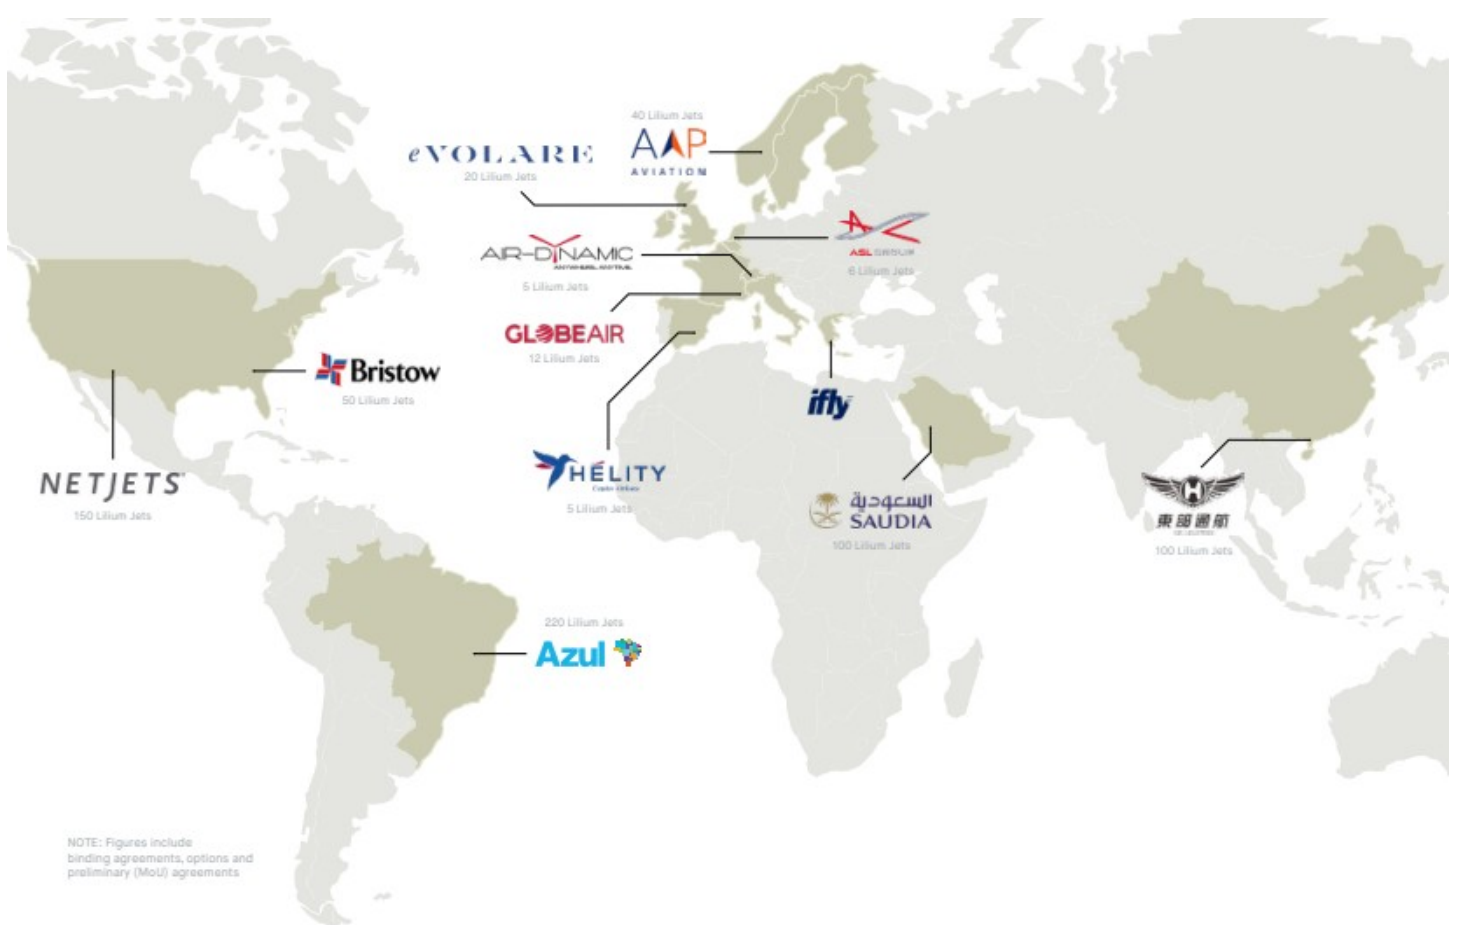 40 Lilium Jets
AAP
AVIATION
eVOLARE
20 Lilium Jets
ASL GROUP
6 Lilium Jets
AIR-DYNAMIC
ANYWHERE. ANYTIME.
5 Lilium Jets
GLOBEAIR
12 Lilium Jets
Bristow
50 Lilium Jets
ifly
NETJETS
150 Lilium Jets
HÉLITY
5 Lilium Jets
السعودية
SAUDIA
100 Lilium Jets
東部通航
100 Lilium Jets
220 Lilium Jets
Azul
NOTE: Figures include
binding agreements, options and
preliminary (MoU) agreements